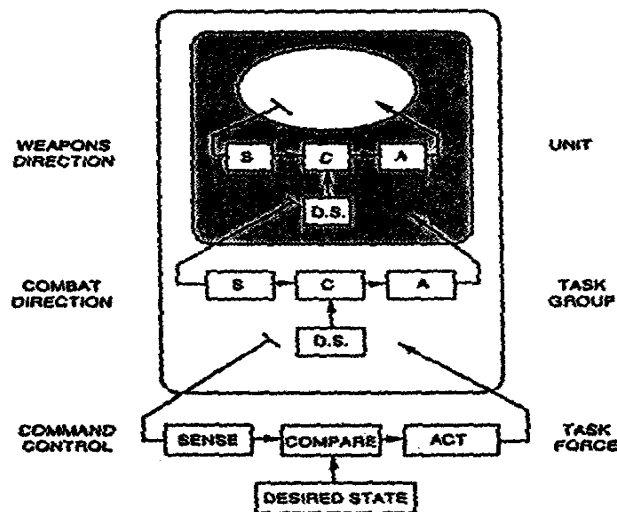 WEAPONS
DIRECTION
S
C
A
UNIT
D.S.
COMBAT
DIRECTION
S
C
A
TASK
GROUP
D.S.
COMMAND
CONTROL
SENSE
COMPARE
ACT
TASK
FORCE
DESIRED STATE